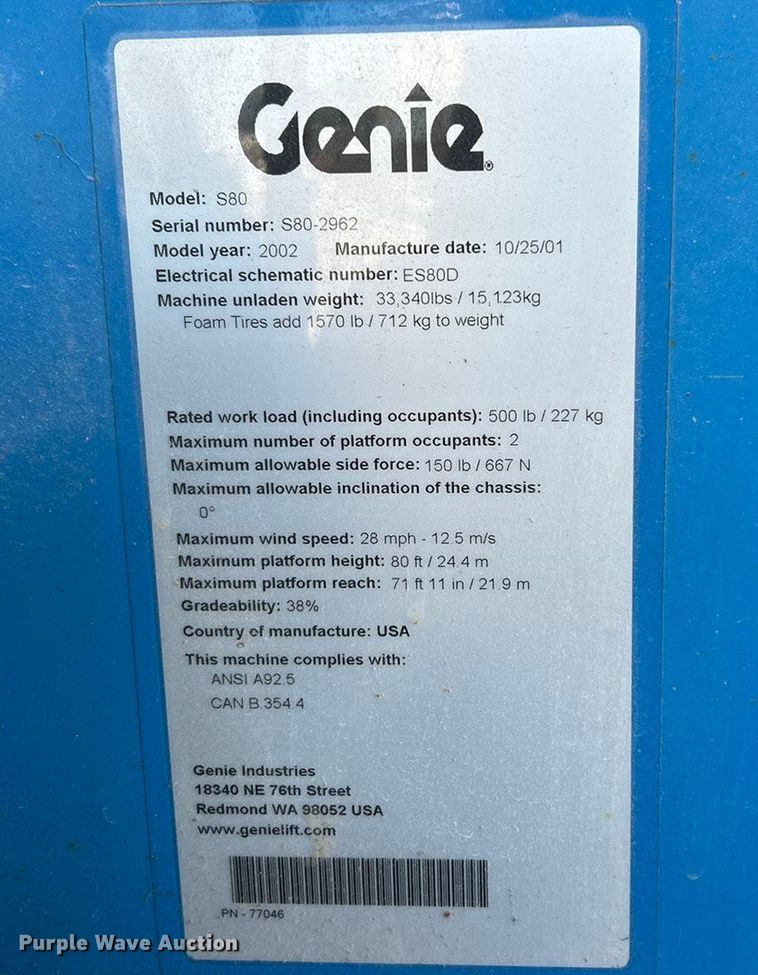 Genie®
Model: S80
Serial number: S80-2962
Model year: 2002 Manufacture date: 10/25/01
Electrical schematic number: ES80D
Machine unladen weight: 33,340lbs / 15,123kg
Foam Tires add 1570 lb / 712 kg to weight
Rated work load (including occupants): 500 lb / 227 kg
Maximum number of platform occupants: 2
Maximum allowable side force: 150 lb / 667 N
Maximum allowable inclination of the chassis:
0°
Maximum wind speed: 28 mph - 12.5 m/s
Maximum platform height: 80 ft / 24.4 m
Maximum platform reach: 71 ft 11 in / 21.9 m
Gradeability: 38%
Country of manufacture: USA
This machine complies with:
ANSI A92.5
CAN B.354.4
Genie Industries
18340 NE 76th Street
Redmond WA 98052 USA
www.genielift.com
PN - 77046
Purple Wave Auction